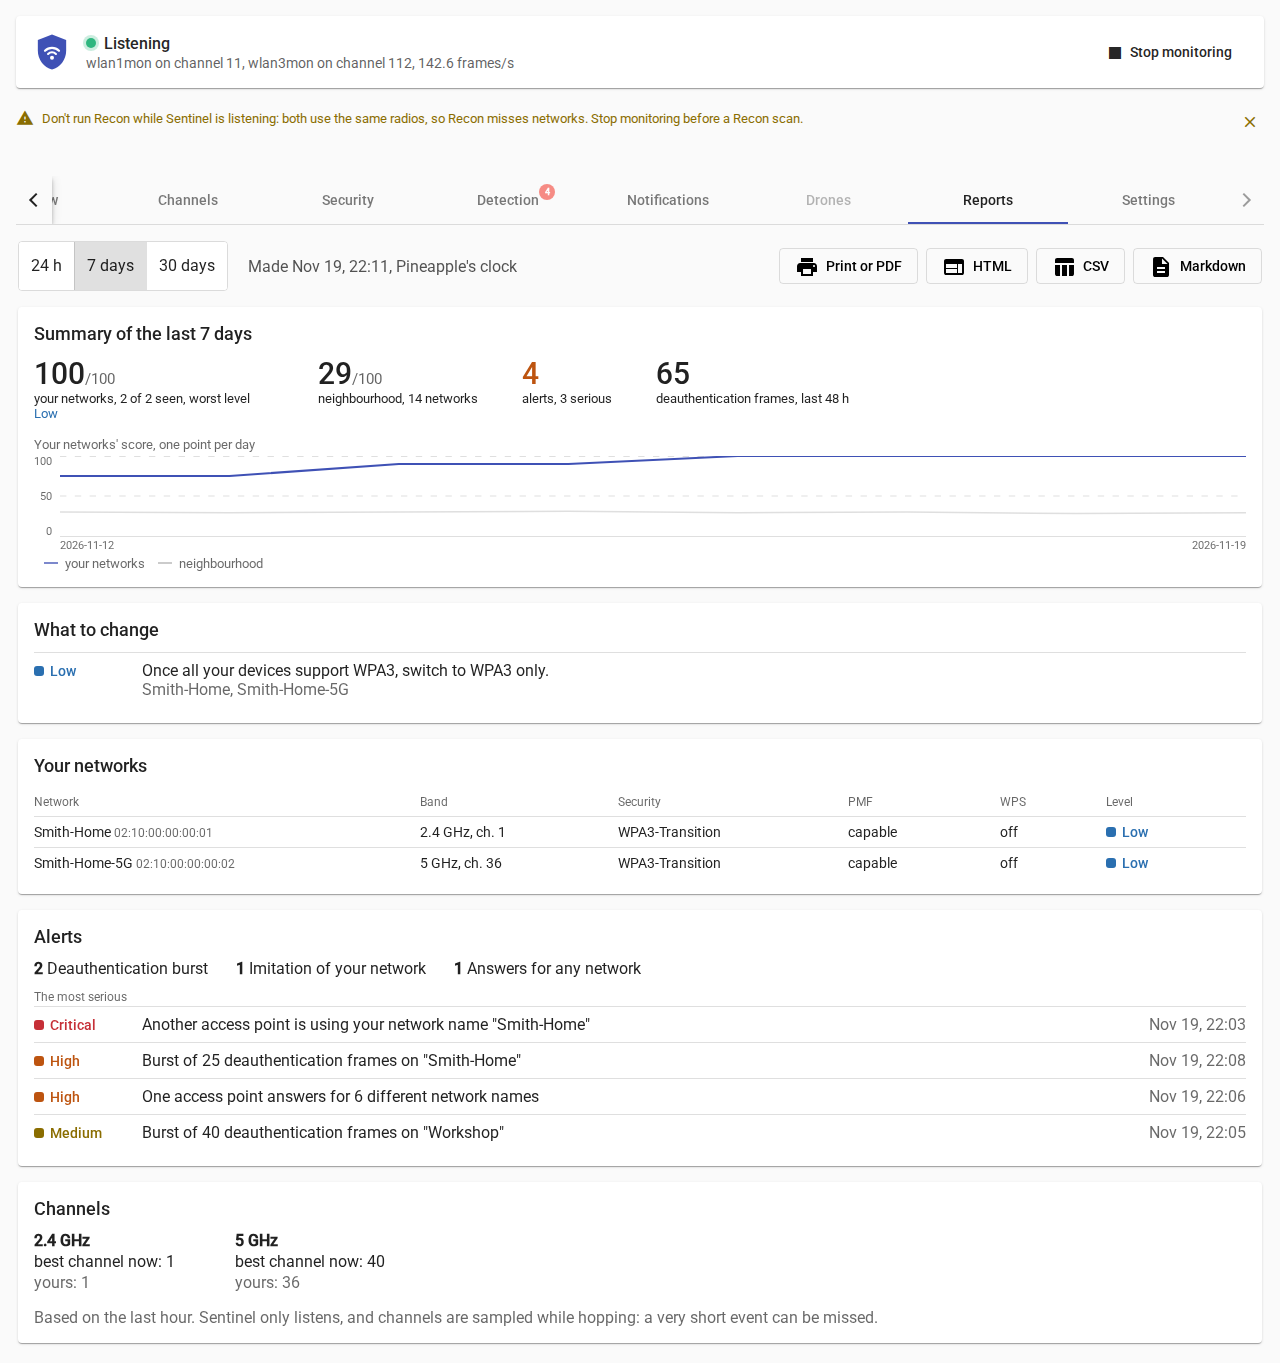 Listening
wlan1mon on channel 11, wlan3mon on channel 112, 142.6 frames/s
Stop monitoring
Don't run Recon while Sentinel is listening: both use the same radios, so Recon misses networks. Stop monitoring before a Recon scan.
w Channels Security Detection 4 Notifications Drones Reports Settings
24 h 7 days 30 days Made Nov 19, 22:11, Pineapple's clock Print or PDF HTML CSV Markdown
Summary of the last 7 days
100/100 29/100 4 65
your networks, 2 of 2 seen, worst level neighbourhood, 14 networks alerts, 3 serious deauthentication frames, last 48 h
Low
Your networks' score, one point per day
100
50
0
2026-11-12 2026-11-19
your networks neighbourhood
What to change
Low Once all your devices support WPA3, switch to WPA3 only.
Smith-Home, Smith-Home-5G
Your networks
Network Band Security PMF WPS Level
Smith-Home 02:10:00:00:00:01 2.4 GHz, ch. 1 WPA3-Transition capable off Low
Smith-Home-5G 02:10:00:00:00:02 5 GHz, ch. 36 WPA3-Transition capable off Low
Alerts
2 Deauthentication burst 1 Imitation of your network 1 Answers for any network
The most serious
Critical Another access point is using your network name "Smith-Home" Nov 19, 22:03
High Burst of 25 deauthentication frames on "Smith-Home" Nov 19, 22:08
High One access point answers for 6 different network names Nov 19, 22:06
Medium Burst of 40 deauthentication frames on "Workshop" Nov 19, 22:05
Channels
2.4 GHz 5 GHz
best channel now: 1 best channel now: 40
yours: 1 yours: 36
Based on the last hour. Sentinel only listens, and channels are sampled while hopping: a very short event can be missed.